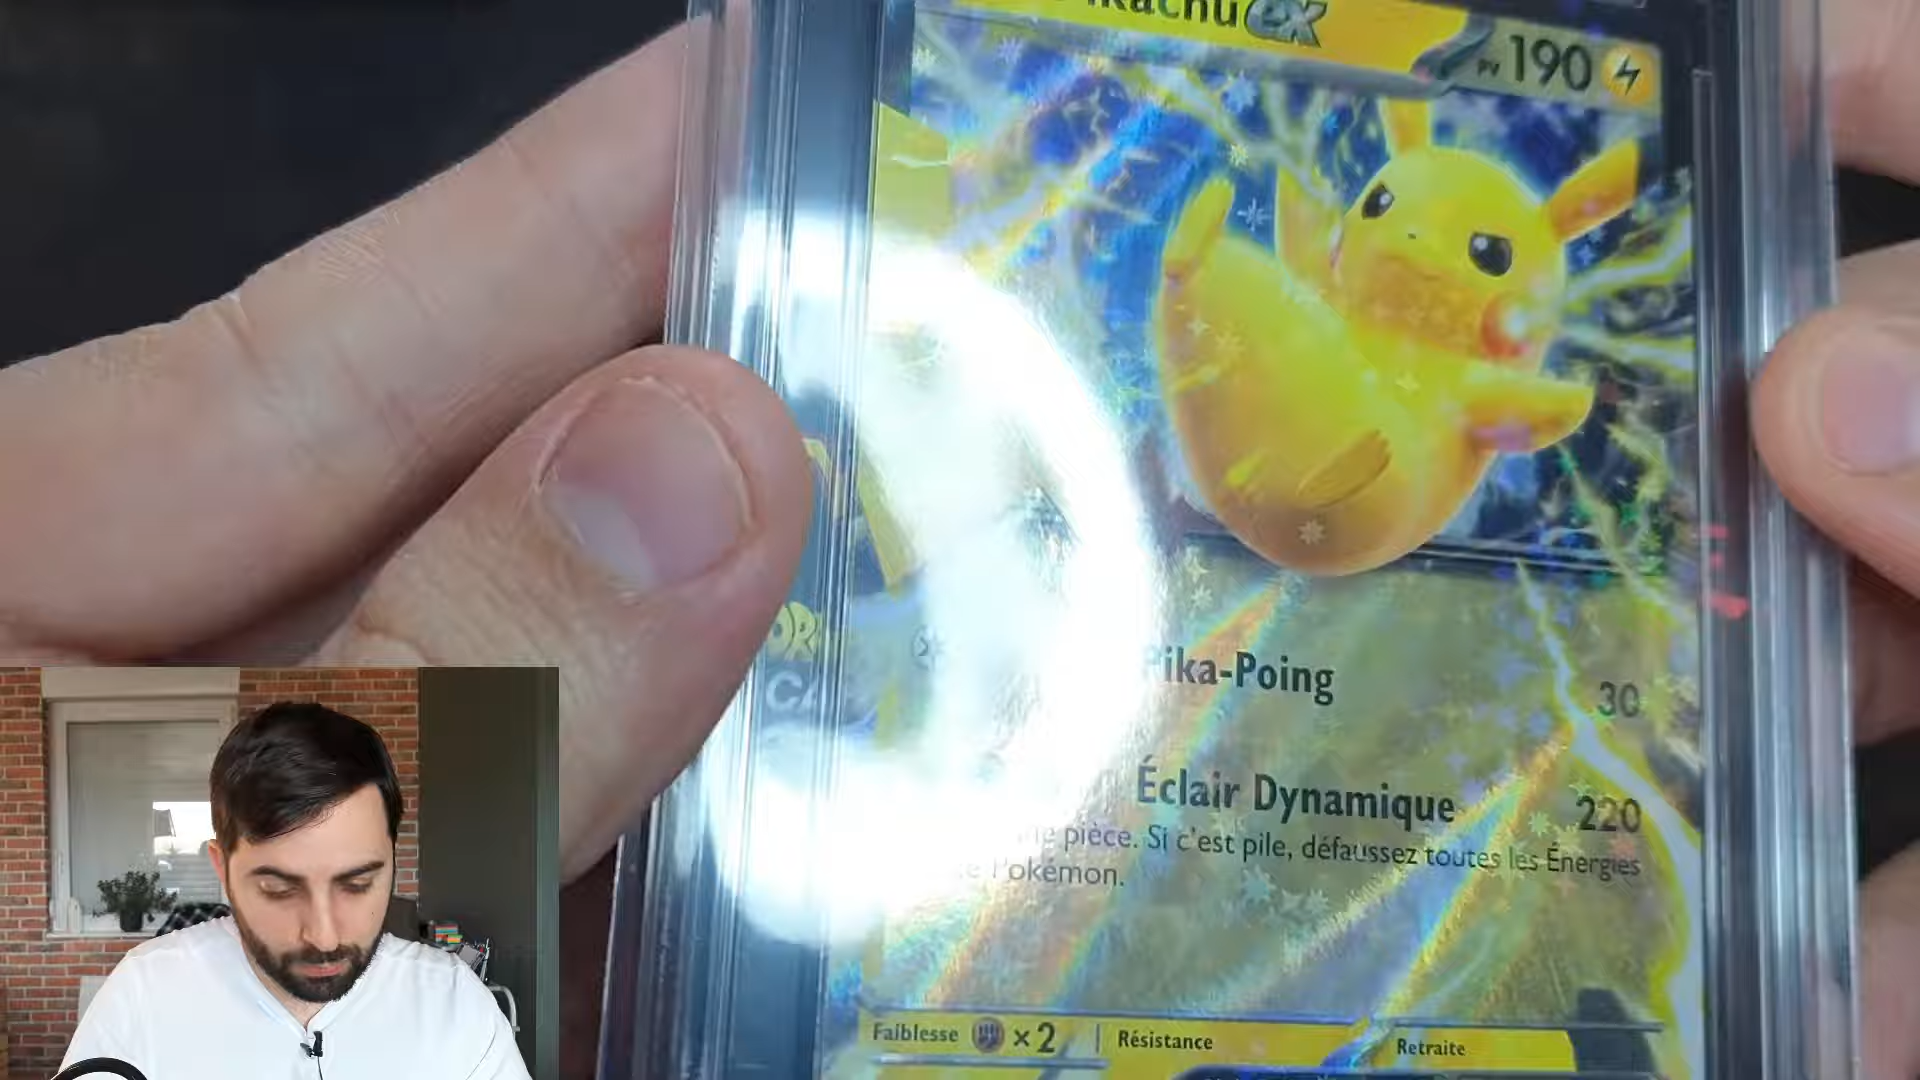 Pikachu ex
PV 190
Pika-Poing 30
Éclair Dynamique 220
pièce. Si c'est pile, défaussez toutes les Énergies
Pokémon.
Faiblesse ×2 Résistance Retraite